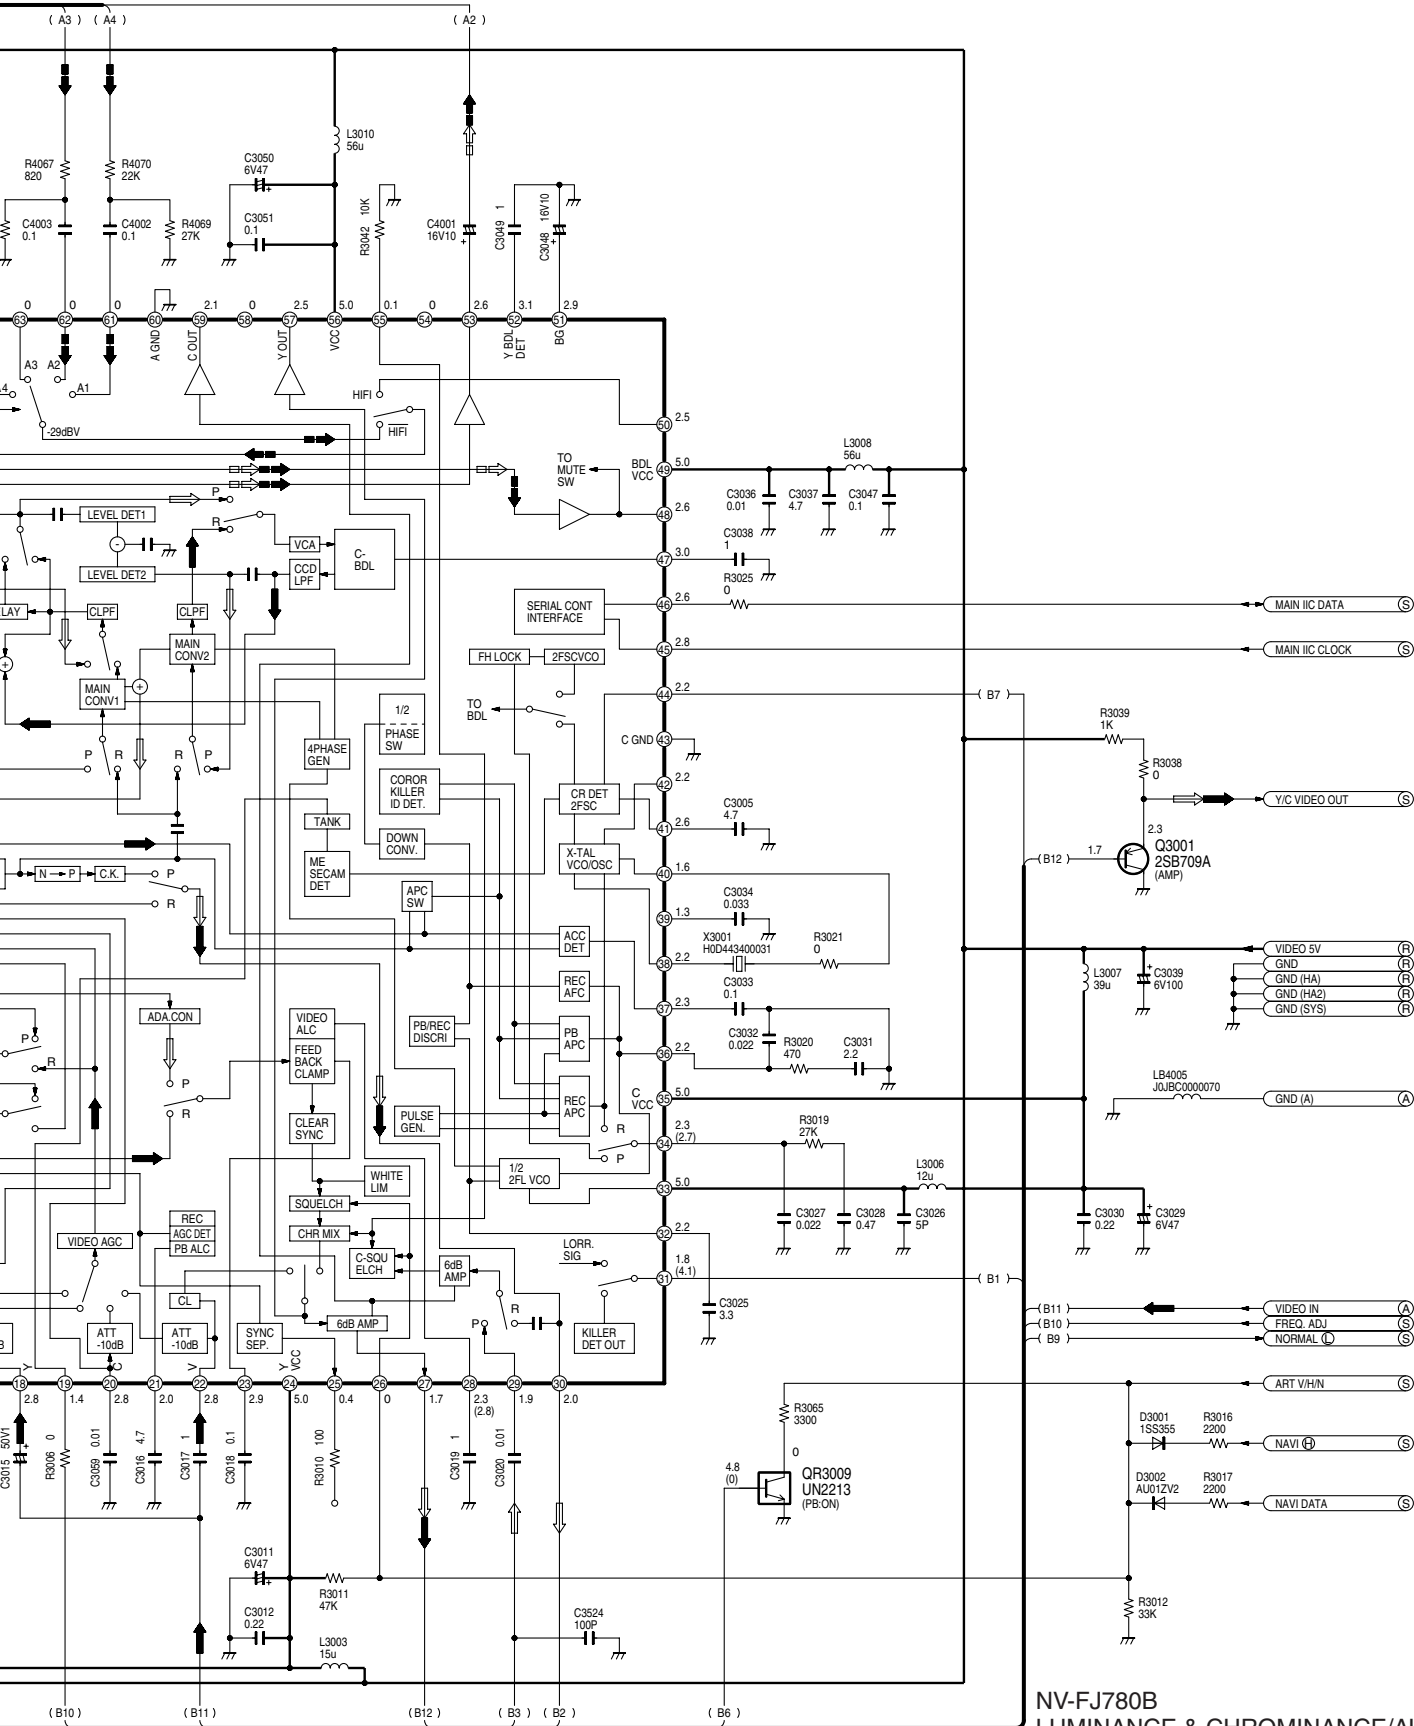 ( A3 ) ( A4 ) ( A2 )
L3010
56u
R4067
820
R4070
22K
C3050
6V47
C4003
0.1
C4002
0.1
R4069
27K
C3051
0.1
R3042 10K
C4001
16V10
C3049 1
C3048 16V10
0 0 0 2.1 0 2.5 5.0 0.1 0 2.6 3.1 2.9
63 62 61 60 59 58 57 56 55 54 53 52 51
A GND
C OUT
Y OUT
VCC
Y BDL
DET
BG
A3 A2
A4 A1
-29dBV
HIFI
HIFI
50 2.5
TO
MUTE
SW
BDL
VCC
49 5.0
L3008
56u
C3036
0.01
C3037
4.7
C3047
0.1
48 2.6
P
R
LEVEL DET1
-
LEVEL DET2
VCA
CCD
LPF
C-
BDL
47 3.0
C3038
1
R3025
0
46 2.6
SERIAL CONT
INTERFACE
MAIN IIC DATA S
LAY
CLPF
CLPF
MAIN
CONV2
45 2.8
MAIN IIC CLOCK S
FH LOCK
2FSCVCO
+
MAIN
CONV1
+
44 2.2
( B7 )
TO
BDL
1/2
PHASE
SW
4PHASE
GEN
C GND 43
R3039
1K
R3038
0
P R R P
COROR
KILLER
ID DET.
CR DET
2FSC
42 2.2
Y/C VIDEO OUT S
TANK
C3005
4.7
41 2.6
DOWN
CONV.
X-TAL
VCO/OSC
2.3
Q3001
2SB709A
(AMP)
( B12 ) 1.7
ME
SECAM
DET
40 1.6
N P
C.K.
P
R
APC
SW
C3034
0.033
39 1.3
ACC
DET
X3001
H0D443400031
R3021
0
38 2.2
VIDEO 5V R
GND R
GND (HA) R
GND (HA2) R
GND (SYS) R
L3007
39u
C3039
6V100
REC
AFC
C3033
0.1
37 2.3
ADA.CON
VIDEO
ALC
FEED
BACK
CLAMP
PB/REC
DISCRI
PB
APC
C3032
0.022
R3020
470
C3031
2.2
36 2.2
P
R
P
R
LB4005
J0JBC0000070
GND (A) A
REC
APC
C
VCC
35 5.0
CLEAR
SYNC
PULSE
GEN.
R
P
34 2.3
(2.7)
R3019
27K
1/2
2FL VCO
33 5.0
L3006
12u
WHITE
LIM
SQUELCH
C3027
0.022
C3028
0.47
C3026
5P
C3030
0.22
C3029
6V47
REC
AGC DET
PB ALC
VIDEO AGC
CHR MIX
32 2.2
C-SQU
ELCH
6dB
AMP
LORR.
SIG
31 1.8
(4.1)
( B1 )
CL
C3025
3.3
( B11 )
( B10 )
( B9 )
VIDEO IN A
FREQ. ADJ S
NORMAL L S
ATT
-10dB
ATT
-10dB
SYNC
SEP.
6dB AMP
P
R
KILLER
DET OUT
Y C V
Y
VCC
18 19 20 21 22 23 24 25 26 27 28 29 30
2.8 1.4 2.8 2.0 2.8 2.9 5.0 0.4 0 1.7 2.3 1.9 2.0
(2.8)
ART V/H/N S
C3015 50V1
R3006 0
C3059 0.01
C3016 4.7
C3017 1
C3018 0.1
R3010 100
C3019 1
C3020 0.01
R3065
3300
0
4.8
(0)
QR3009
UN2213
(PB:ON)
D3001
1SS355
R3016
2200
NAVI H S
D3002
AU01ZV2
R3017
2200
NAVI DATA S
C3011
6V47
R3011
47K
R3012
33K
C3012
0.22
C3524
100P
L3003
15u
( B10 ) ( B11 ) ( B12 ) ( B3 ) ( B2 ) ( B6 )
NV-FJ780B